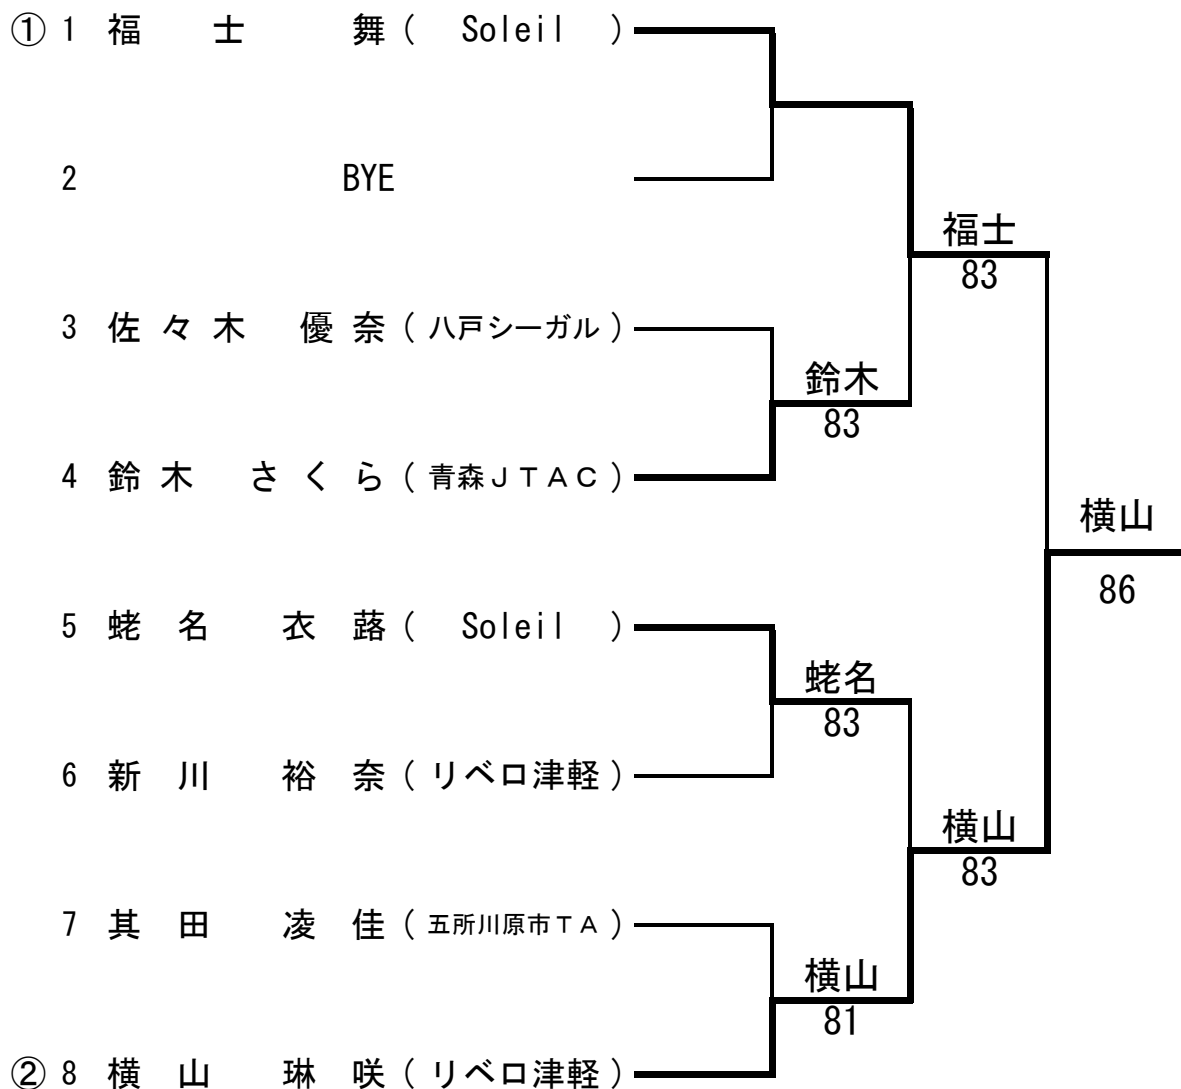 ① 1 福士 舞 ( Soleil )
2 BYE
福士
83
3 佐々木 優奈 ( 八戸シーガル )
鈴木
83
4 鈴木 さくら ( 青森ＪＴＡＣ )
横山
86
5 蛯名 衣蕗 ( Soleil )
蛯名
83
6 新川 裕奈 ( リベロ津軽 )
横山
83
7 其田 凌佳 ( 五所川原市ＴＡ )
横山
81
② 8 横山 琳咲 ( リベロ津軽 )